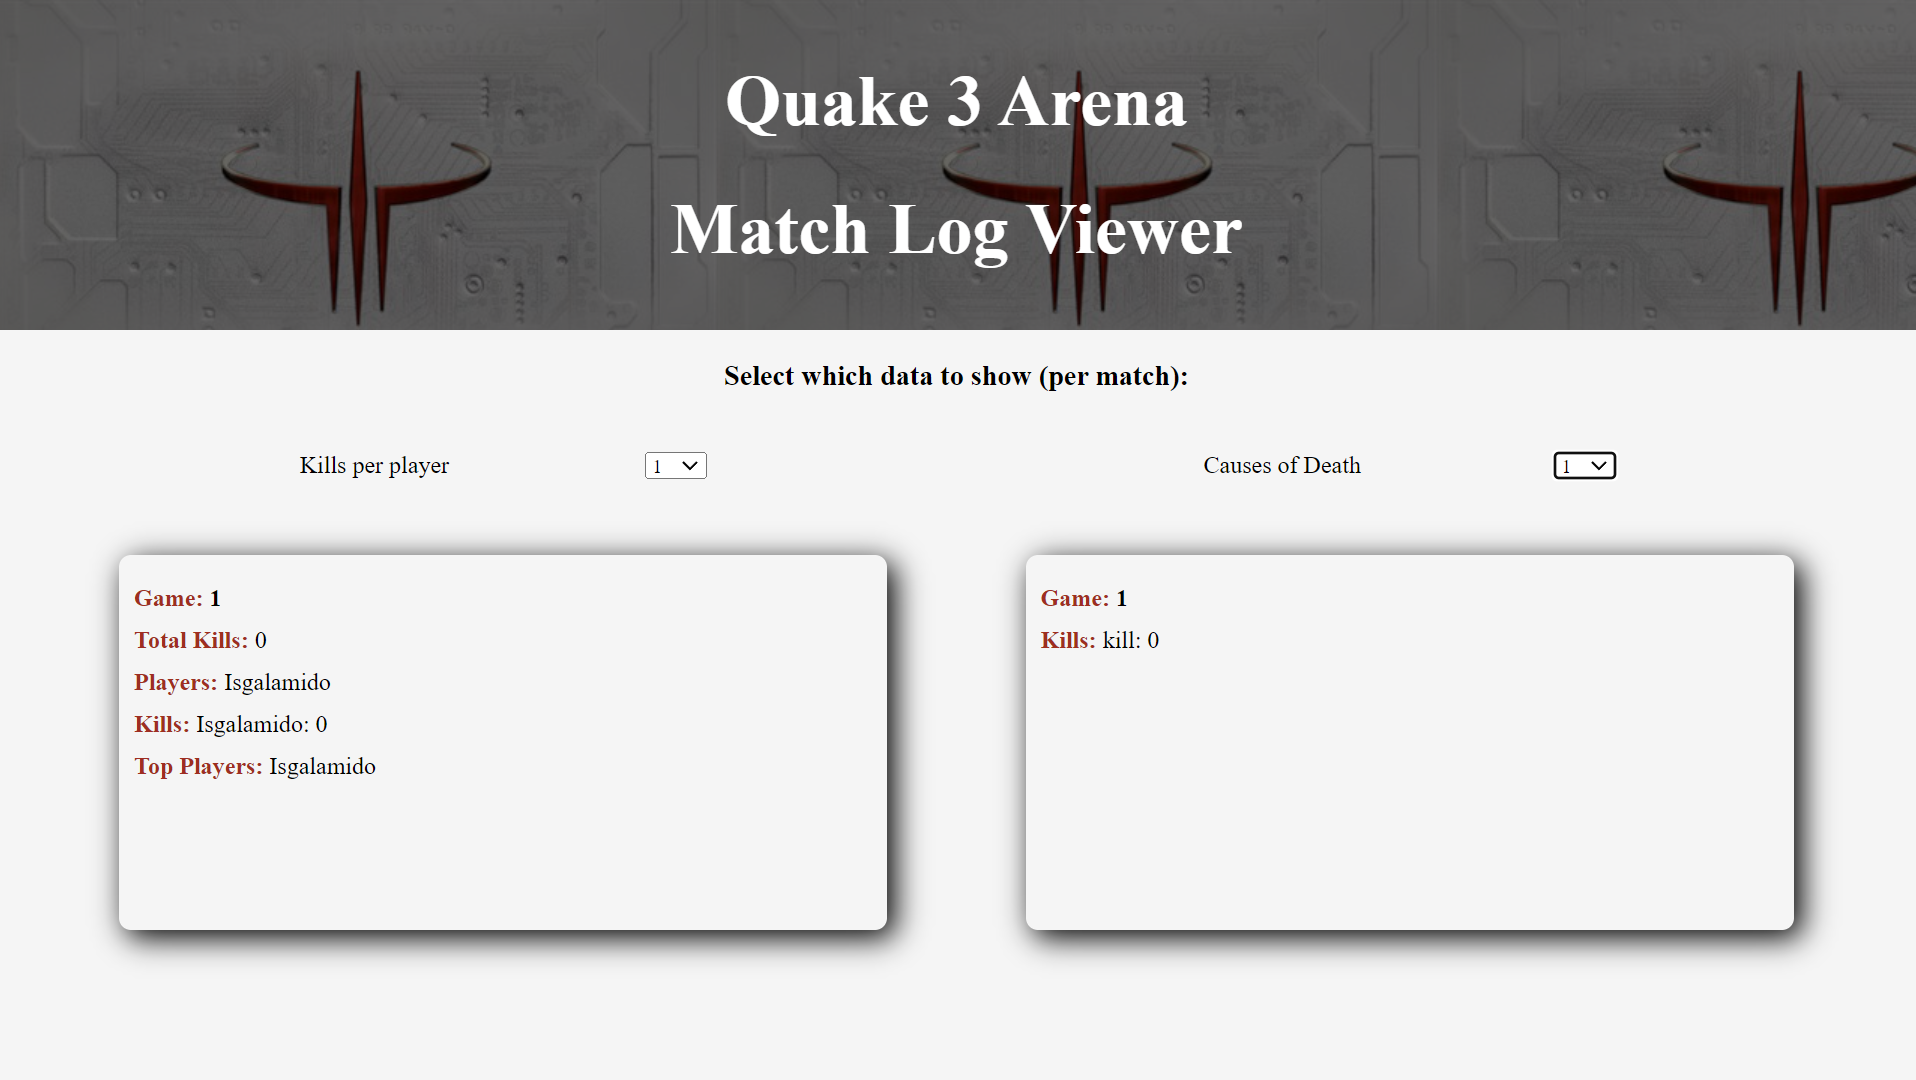 Quake 3 Arena
Match Log Viewer
Select which data to show (per match):
Kills per player 1
Causes of Death 1
Game: 1
Total Kills: 0
Players: Isgalamido
Kills: Isgalamido: 0
Top Players: Isgalamido
Game: 1
Kills: kill: 0